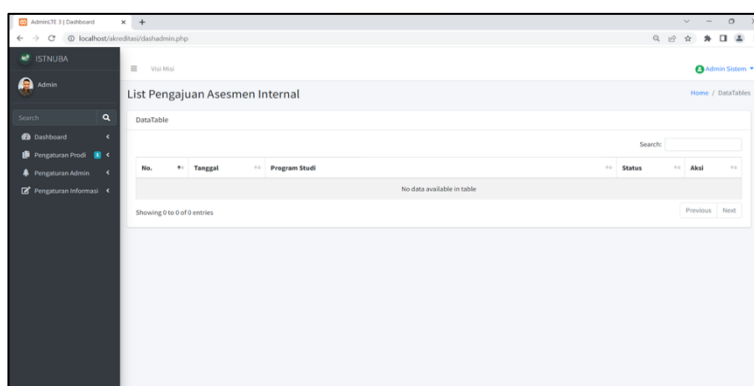 AdminLTE 3 | Dashboard
localhost/akreditasi/dashadmin.php
ISTNUBA
Visi Misi
Admin Sistem
Admin
List Pengajuan Asesmen Internal
Home / DataTables
Search
DataTable
Dashboard
Search:
Pengaturan Prodi
No. Tanggal Program Studi Status Aksi
Pengaturan Admin
No data available in table
Pengaturan Informasi
Showing 0 to 0 of 0 entries
Previous Next